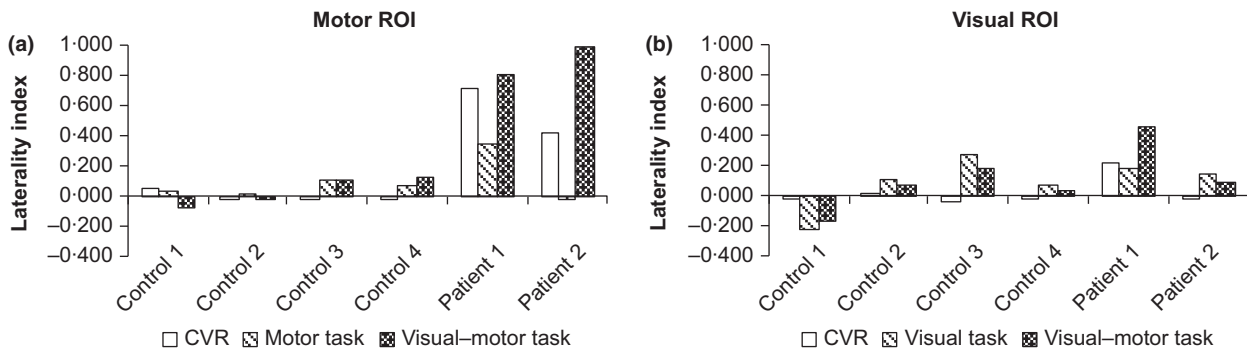 Motor ROI
(a)
1·000
0·800
0·600
0·400
0·200
0·000
–0·200
–0·400
Laterality index
Control 1
Control 2
Control 3
Control 4
Patient 1
Patient 2
CVR Motor task Visual–motor task
Visual ROI
(b)
1·000
0·800
0·600
0·400
0·200
0·000
–0·200
–0·400
Laterality index
Control 1
Control 2
Control 3
Control 4
Patient 1
Patient 2
CVR Visual task Visual–motor task